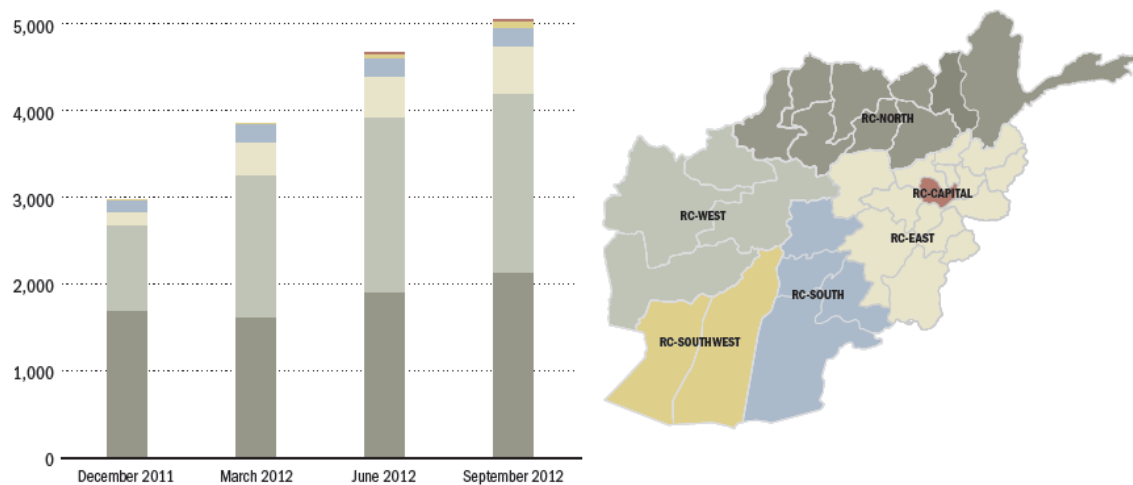 5,000
4,000
3,000
2,000
1,000
0
December 2011
March 2012
June 2012
September 2012
RC-NORTH
RC-CAPITAL
RC-WEST
RC-EAST
RC-SOUTH
RC-SOUTHWEST